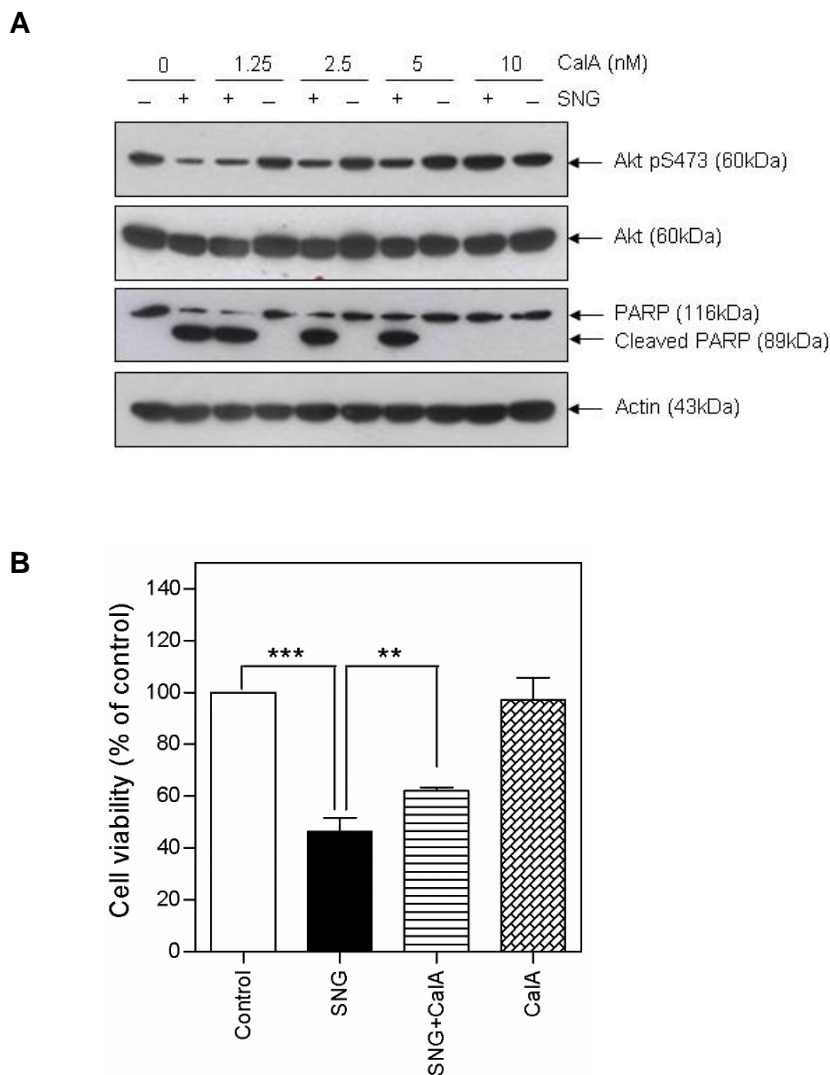 A
0 1.25 2.5 5 10 CalA (nM)
– + + – + – + – + – SNG
Akt pS473 (60kDa)
Akt (60kDa)
PARP (116kDa)
Cleaved PARP (89kDa)
Actin (43kDa)
B
Cell viability (% of control)
140
120
100
80
60
40
20
0
*** **
Control SNG SNG+CalA CalA